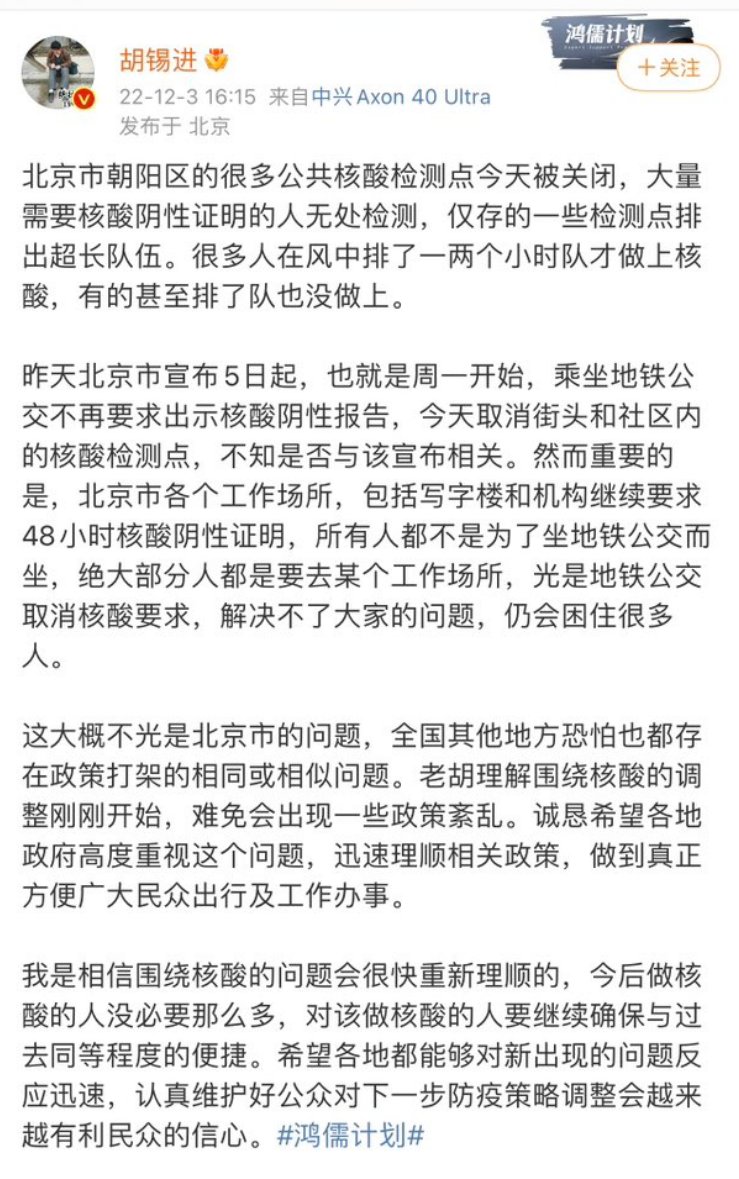 鸿儒计划
胡锡进
+关注
22-12-3 16:15 来自中兴Axon 40 Ultra
发布于 北京
北京市朝阳区的很多公共核酸检测点今天被关闭，大量
需要核酸阴性证明的人无处检测，仅存的一些检测点排
出超长队伍。很多人在风中排了一两个小时队才做上核
酸，有的甚至排了队也没做上。
昨天北京市宣布5日起，也就是周一开始，乘坐地铁公
交不再要求出示核酸阴性报告，今天取消街头和社区内
的核酸检测点，不知是否与该宣布相关。然而重要的
是，北京市各个工作场所，包括写字楼和机构继续要求
48小时核酸阴性证明，所有人都不是为了坐地铁公交而
坐，绝大部分人都是要去某个工作场所，光是地铁公交
取消核酸要求，解决不了大家的问题，仍会困住很多
人。
这大概不光是北京市的问题，全国其他地方恐怕也都存
在政策打架的相同或相似问题。老胡理解围绕核酸的调
整刚刚开始，难免会出现一些政策紊乱。诚恳希望各地
政府高度重视这个问题，迅速理顺相关政策，做到真正
方便广大民众出行及工作办事。
我是相信围绕核酸的问题会很快重新理顺的，今后做核
酸的人没必要那么多，对该做核酸的人要继续确保与过
去同等程度的便捷。希望各地都能够对新出现的问题反
应迅速，认真维护好公众对下一步防疫策略调整会越来
越有利民众的信心。#鸿儒计划#